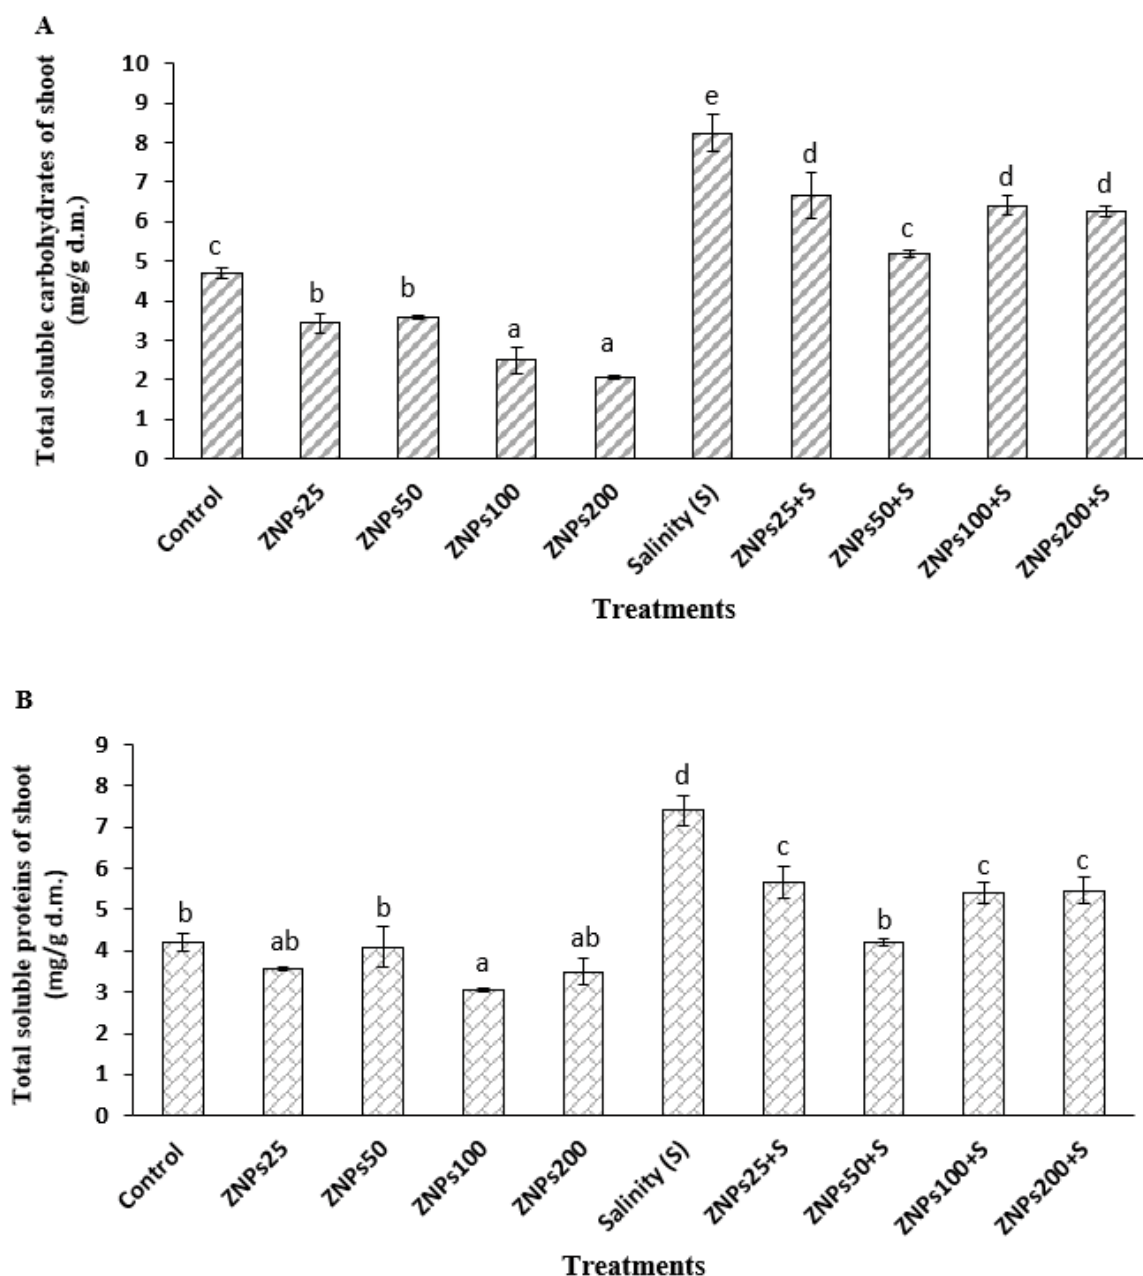 A
Total soluble carbohydrates of shoot
(mg/g d.m.)
10
9
8
7
6
5
4
3
2
1
0
c
b
b
a
a
e
d
c
d
d
Control
ZNPs25
ZNPs50
ZNPs100
ZNPs200
Salinity (S)
ZNPs25+S
ZNPs50+S
ZNPs100+S
ZNPs200+S
Treatments
B
Total soluble proteins of shoot
(mg/g d.m.)
9
8
7
6
5
4
3
2
1
0
b
ab
b
a
ab
d
c
b
c
c
Control
ZNPs25
ZNPs50
ZNPs100
ZNPs200
Salinity (S)
ZNPs25+S
ZNPs50+S
ZNPs100+S
ZNPs200+S
Treatments